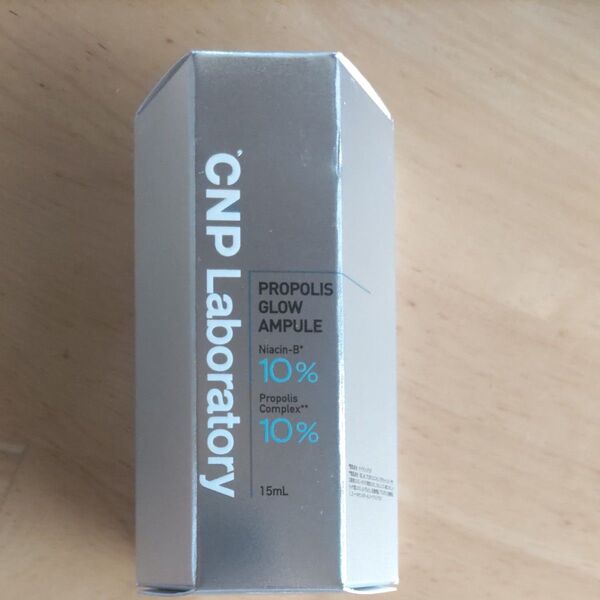 CNP Laboratory
PROPOLIS
GLOW
AMPULE
Niacin-B*
10%
Propolis
Complex**
10%
15mL